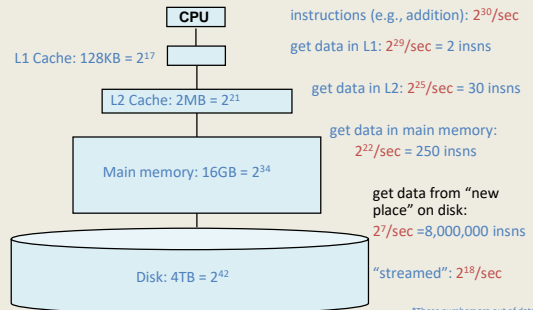 CPU
instructions (e.g., addition): 2³⁰/sec
L1 Cache: 128KB = 2¹⁷
get data in L1: 2²⁹/sec = 2 insns
L2 Cache: 2MB = 2²¹
get data in L2: 2²⁵/sec = 30 insns
Main memory: 16GB = 2³⁴
get data in main memory:
2²²/sec = 250 insns
get data from “new
place” on disk:
2⁷/sec =8,000,000 insns
Disk: 4TB = 2⁴²
“streamed”: 2¹⁸/sec